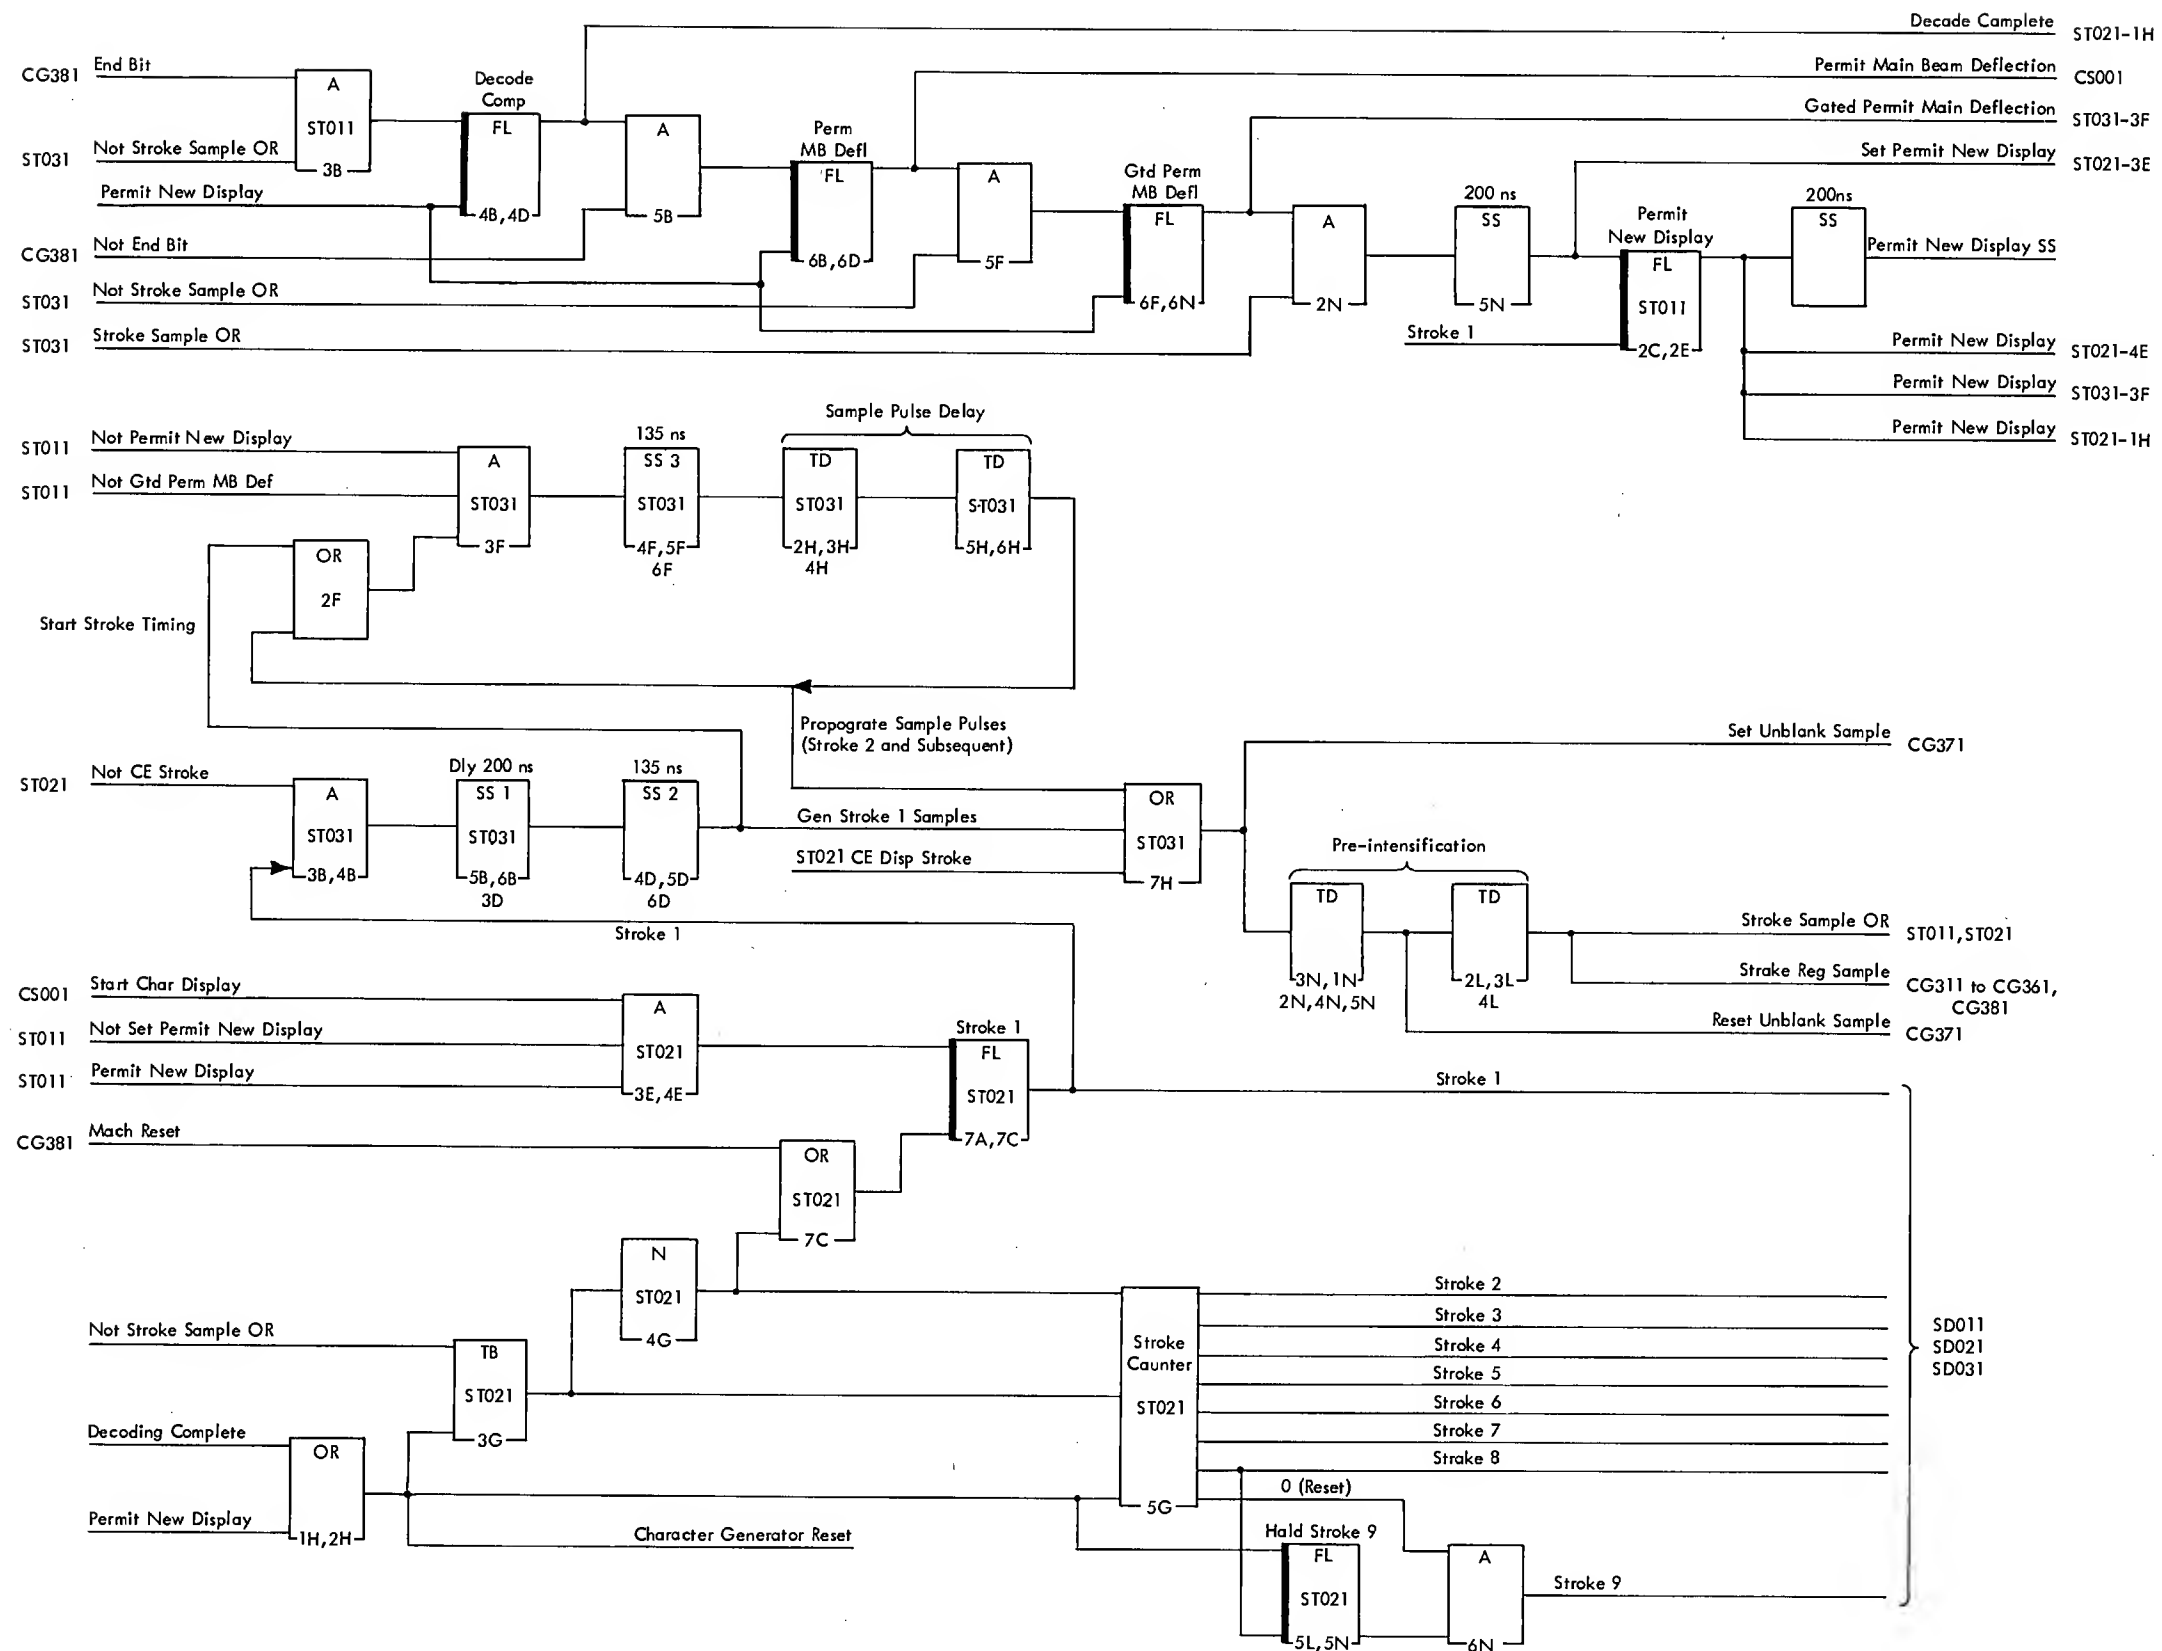 Decade Camplete
ST021-1H
CG381
End Bit
Permit Main Beam Deflection
CS001
A
ST011
3B
Decode
Comp
FL
4B,4D
Gated Permit Main Deflection
ST031-3F
A
5B
Perm
MB Defl
FL
6B,6D
ST031
Not Stroke Sample OR
Set Permit New Display
ST021-3E
A
5F
Gtd Perm
MB Defl
FL
6F,6N
A
2N
200 ns
SS
5N
Permit
New Display
FL
ST011
2C,2E
200ns
SS
Permit New Display SS
Permit New Display
CG381
Not End Bit
ST031
Not Stroke Sample OR
ST031
Stroke Sample OR
Stroke 1
Permit New Display
ST021-4E
Permit New Display
ST031-3F
Permit New Display
ST021-1H
Sample Pulse Delay
ST011
Not Permit New Display
ST011
Not Gtd Perm MB Def
A
ST031
3F
135 ns
SS 3
ST031
4F,5F
6F
TD
ST031
2H,3H
4H
TD
ST031
5H,6H
OR
2F
Start Stroke Timing
Propograte Sample Pulses
(Stroke 2 and Subsequent)
Set Unblank Sample
CG371
ST021
Not CE Stroke
A
ST031
3B,4B
Dly 200 ns
SS 1
ST031
5B,6B
3D
135 ns
SS 2
4D,5D
6D
Gen Stroke 1 Samples
ST021 CE Disp Stroke
OR
ST031
7H
Pre-intensification
TD
3N,1N
2N,4N,5N
TD
2L,3L
4L
Stroke Sample OR
ST011,ST021
Strake Reg Sample
CG311 to CG361,
CG381
Reset Unblank Sample
CG371
Stroke 1
CS001
Start Char Display
ST011
Not Set Permit New Display
ST011
Permit New Display
A
ST021
3E,4E
Stroke 1
FL
ST021
7A,7C
Stroke 1
CG381
Mach Reset
OR
ST021
7C
N
ST021
4G
Not Stroke Sample OR
TB
ST021
3G
Decoding Complete
Permit New Display
OR
1H,2H
Character Generator Reset
Stroke
Caunter
ST021
5G
Stroke 2
Stroke 3
Stroke 4
Stroke 5
Stroke 6
Stroke 7
Strake 8
SD011
SD021
SD031
0 (Reset)
Hald Stroke 9
FL
ST021
5L,5N
A
6N
Stroke 9